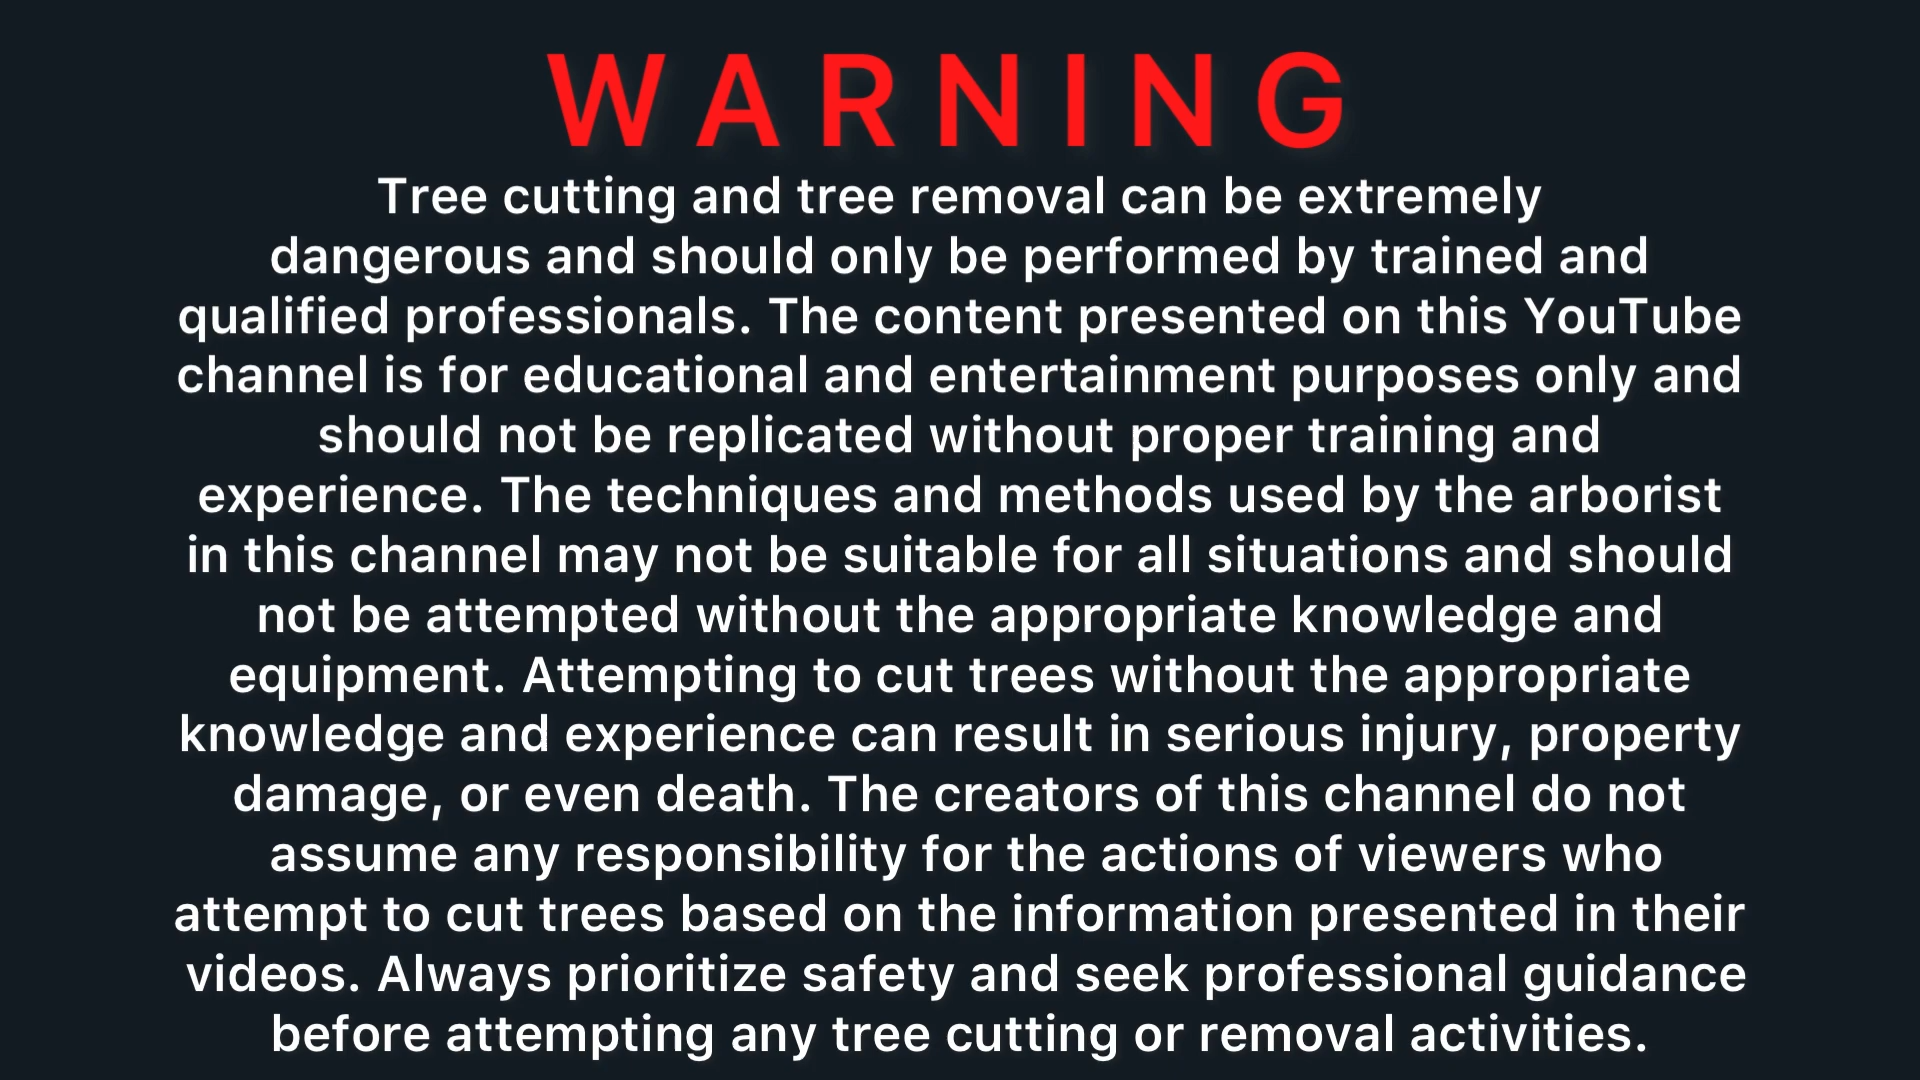 WARNING
Tree cutting and tree removal can be extremely
dangerous and should only be performed by trained and
qualified professionals. The content presented on this YouTube
channel is for educational and entertainment purposes only and
should not be replicated without proper training and
experience. The techniques and methods used by the arborist
in this channel may not be suitable for all situations and should
not be attempted without the appropriate knowledge and
equipment. Attempting to cut trees without the appropriate
knowledge and experience can result in serious injury, property
damage, or even death. The creators of this channel do not
assume any responsibility for the actions of viewers who
attempt to cut trees based on the information presented in their
videos. Always prioritize safety and seek professional guidance
before attempting any tree cutting or removal activities.